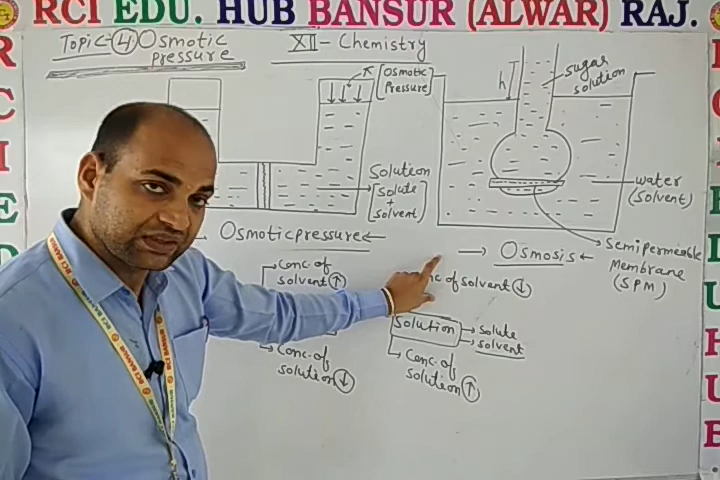 RCI EDU. HUB BANSUR (ALWAR) RAJ.
Topic-④ Osmotic
Pressure
XII - Chemistry
π [Osmotic
Pressure]
h
sugar
solution
Solution
[Solute
+
Solvent]
water
(Solvent)
Semipermeable
Membrane
(SPM)
Osmotic pressure ←
→ Osmosis ←
Conc. of
solvent ↑
of solvent ↓
Conc. of
solution ↓
Solution
→ Solute
→ solvent
Conc. of
solution ↑
RCI BANSUR
R
C
I
E
D
H
U
B